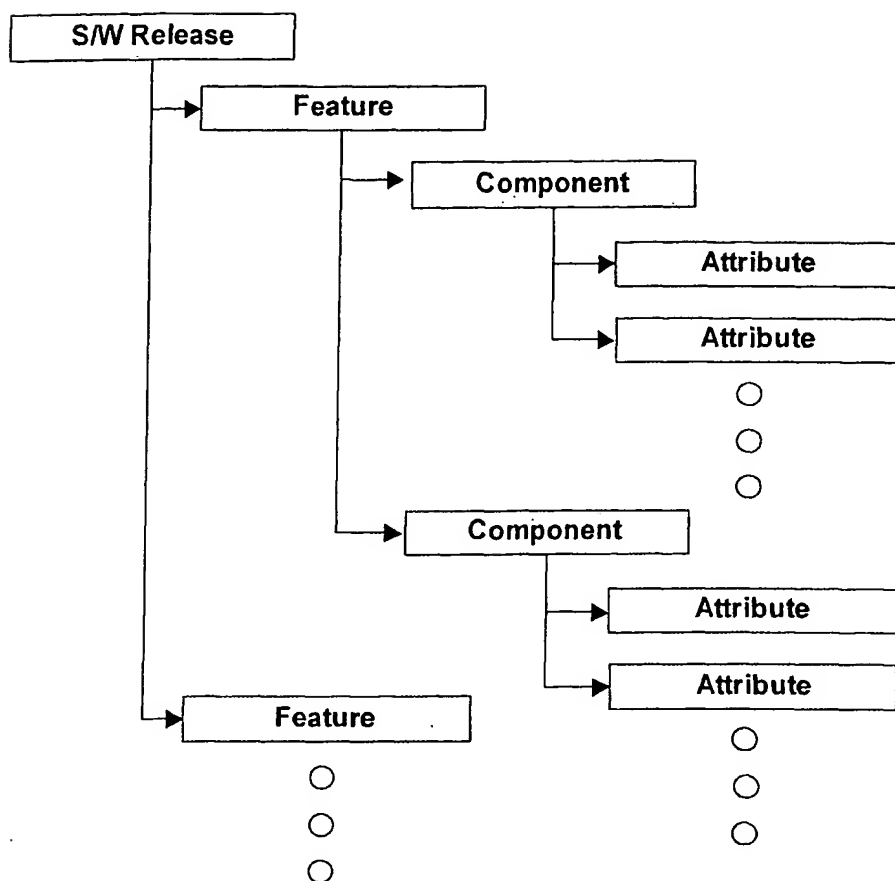 S/W Release
Feature
Component
Attribute
Attribute
Component
Attribute
Attribute
Feature